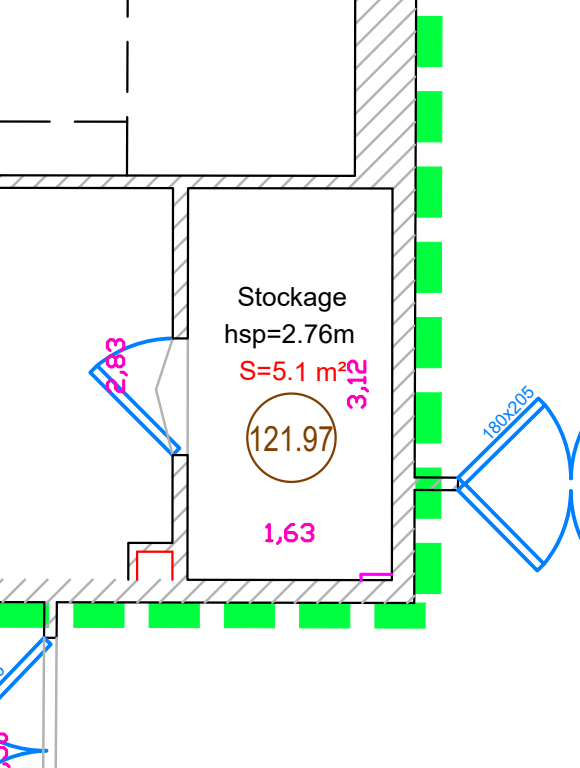 Stockage
hsp=2.76m
2,83
S=5.1 m²
3,12
121.97
180x205
1,63